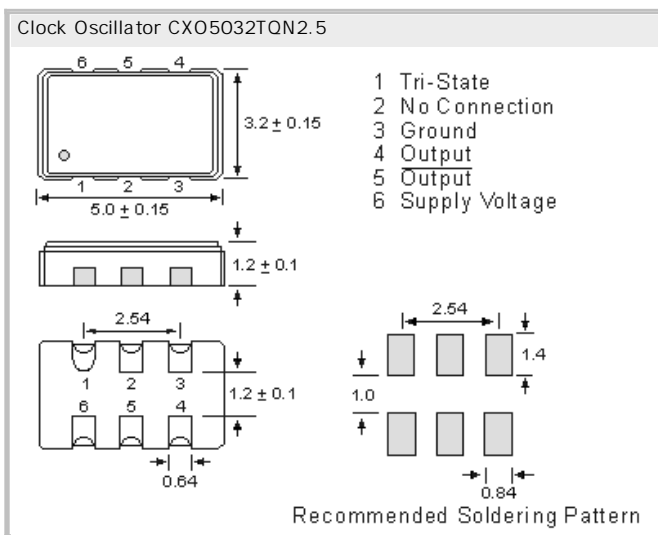 Clock Oscillator CXO5032TQN2.5
6 5 4
1 Tri-State
2 No Connection
3 Ground
4 Output
5 Output
6 Supply Voltage
3.2 ± 0.15
1 2 3
5.0 ± 0.15
1.2 ± 0.1
2.54
1 2 3
6 5 4
1.2 ± 0.1
0.64
2.54
1.4
1.0
0.84
Recommended Soldering Pattern